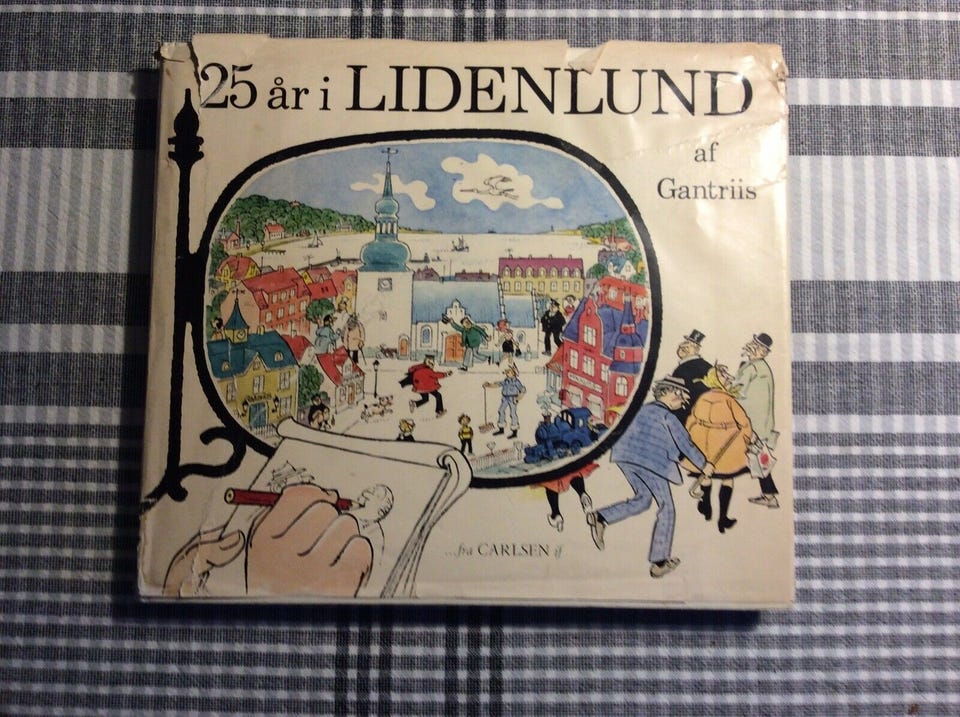 25 år i LIDENLUND
af
Gantriis
...fra CARLSEN if